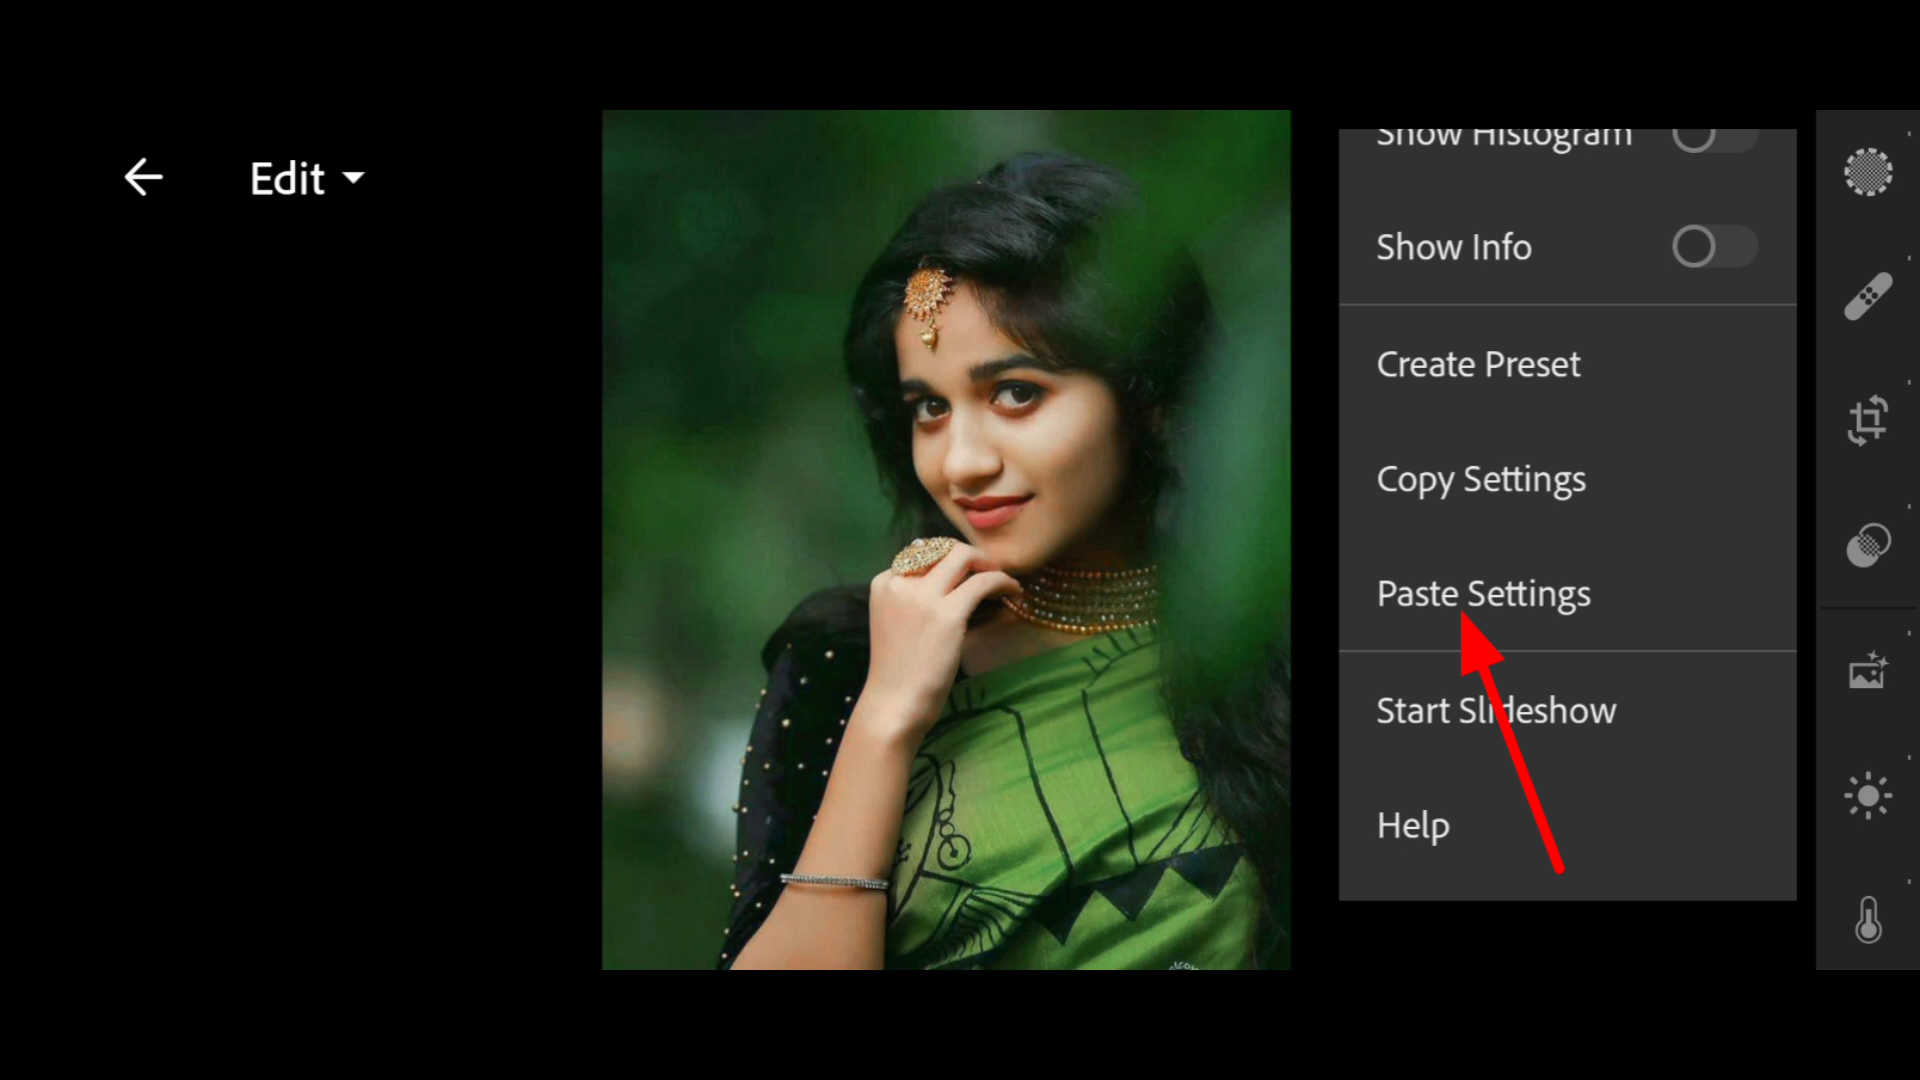 Edit
Show Histogram
Show Info
Create Preset
Copy Settings
Paste Settings
Start Slideshow
Help